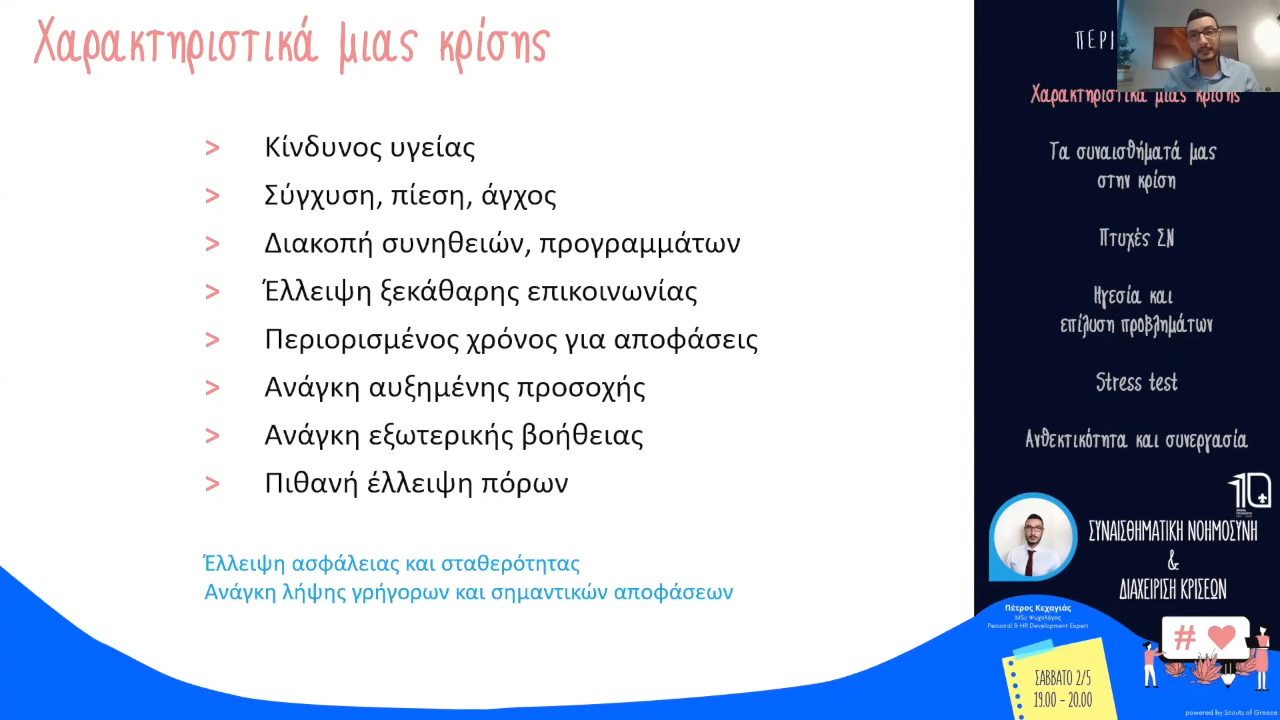 Χαρακτηριστικά μιας κρίσης
> Κίνδυνος υγείας
> Σύγχυση, πίεση, άγχος
> Διακοπή συνηθειών, προγραμμάτων
> Έλλειψη ξεκάθαρης επικοινωνίας
> Περιορισμένος χρόνος για αποφάσεις
> Ανάγκη αυξημένης προσοχής
> Ανάγκη εξωτερικής βοήθειας
> Πιθανή έλλειψη πόρων
Έλλειψη ασφάλειας και σταθερότητας
Ανάγκη λήψης γρήγορων και σημαντικών αποφάσεων
Χαρακτηριστικά μιας κρίσης
Τα συναισθήματά μας
στην κρίση
Πτυχές ΣΝ
Ηγεσία και
επίλυση προβλημάτων
Stress test
Ανθεκτικότητα και συνεργασία
110
ΣΥΝΑΙΣΘΗΜΑΤΙΚΗ ΝΟΗΜΟΣΥΝΗ
&
ΔΙΑΧΕΙΡΙΣΗ ΚΡΙΣΕΩΝ
Πέτρος Κεχαγιάς
MSc Ψυχολόγος
Personal & HR Development Expert
#
ΣΑΒΒΑΤΟ 2/5
19.00 – 20.00
powered by Scouts of Greece